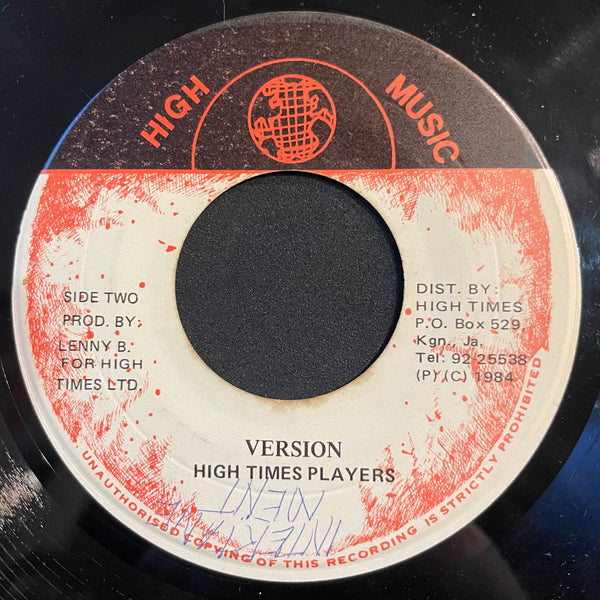 HIGH MUSIC
SIDE TWO
PROD. BY:
LENNY B.
FOR HIGH
TIMES LTD.
DIST. BY:
HIGH TIMES
P.O. Box 529,
Kgn., Ja.
Tel: 92 25538
(P) (C) 1984
VERSION
HIGH TIMES PLAYERS
MENT
UNAUTHORISED COPYING OF THIS RECORDING IS STRICTLY PROHIBITED